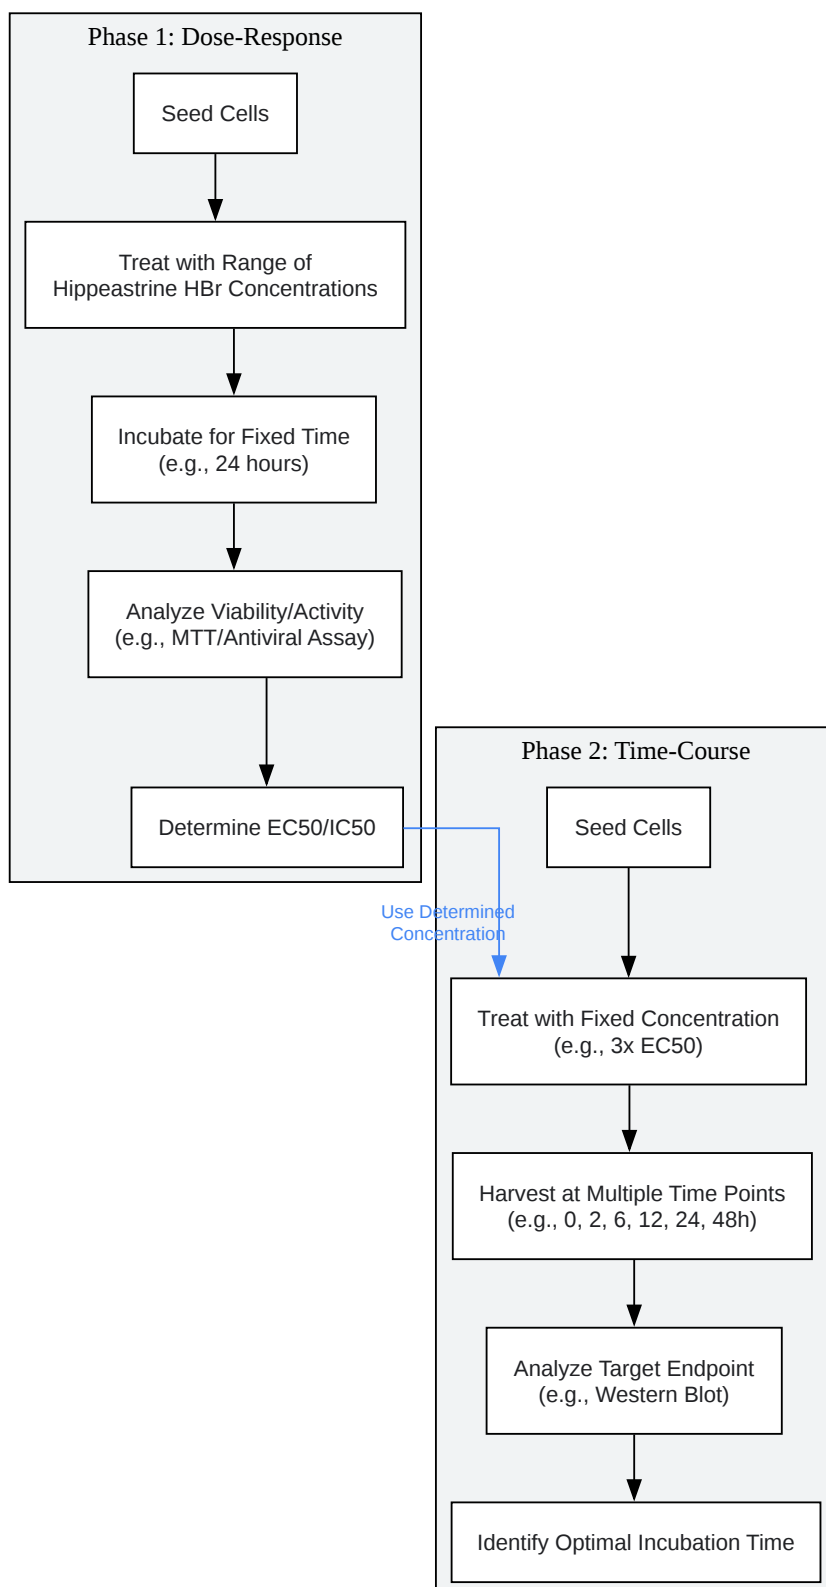 Phase 1: Dose-Response
Seed Cells
Treat with Range of
Hippeastrine HBr Concentrations
Incubate for Fixed Time
(e.g., 24 hours)
Analyze Viability/Activity
(e.g., MTT/Antiviral Assay)
Determine EC50/IC50
Use Determined
Concentration
Phase 2: Time-Course
Seed Cells
Treat with Fixed Concentration
(e.g., 3x EC50)
Harvest at Multiple Time Points
(e.g., 0, 2, 6, 12, 24, 48h)
Analyze Target Endpoint
(e.g., Western Blot)
Identify Optimal Incubation Time